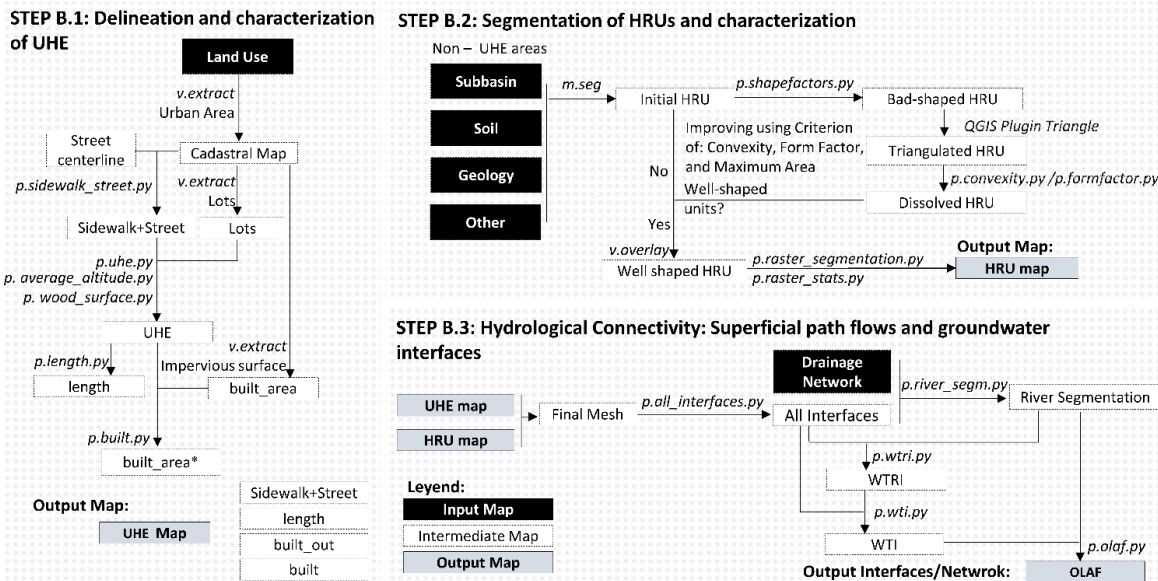 STEP B.1: Delineation and characterization
of UHE
Land Use
v.extract
Urban Area
Street
centerline
Cadastral Map
p.sidewalk_street.py
v.extract
Lots
Sidewalk+Street
Lots
p.uhe.py
p. average_altitude.py
p. wood_surface.py
UHE
v.extract
p.length.py
Impervious surface
length
built_area
p.built.py
built_area*
Output Map:
UHE Map
Sidewalk+Street
length
built_out
built
STEP B.2: Segmentation of HRUs and characterization
Non – UHE areas
Subbasin
Soil
Geology
Other
m.seg
Initial HRU
p.shapefactors.py
Bad-shaped HRU
QGIS Plugin Triangle
Improving using Criterion
of: Convexity, Form Factor,
and Maximum Area
Triangulated HRU
p.convexity.py /p.formfactor.py
No
Well-shaped
units?
Dissolved HRU
Yes
v.overlay
Well shaped HRU
p.raster_segmentation.py
p.raster_stats.py
Output Map:
HRU map
STEP B.3: Hydrological Connectivity: Superficial path flows and groundwater
interfaces
Drainage
Network
p.river_segm.py
UHE map
HRU map
Final Mesh
p.all_interfaces.py
All Interfaces
River Segmentation
p.wtri.py
WTRI
p.wti.py
WTI
p.olaf.py
Leyend:
Input Map
Intermediate Map
Output Map
Output Interfaces/Netwrok:
OLAF